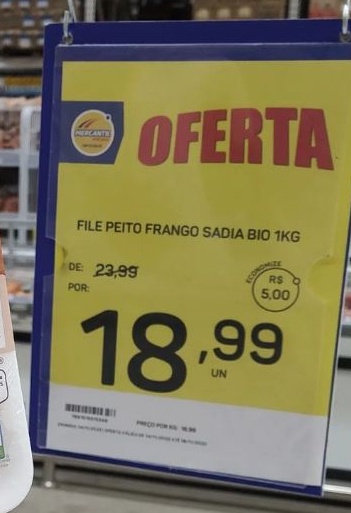 MERCANTE
OFERTA
FILE PEITO FRANGO SADIA BIO 1KG
DE: 23,99
POR:
ECONOMIZE
R$
5,00
18,99
UN
PREÇO POR KG 18,99